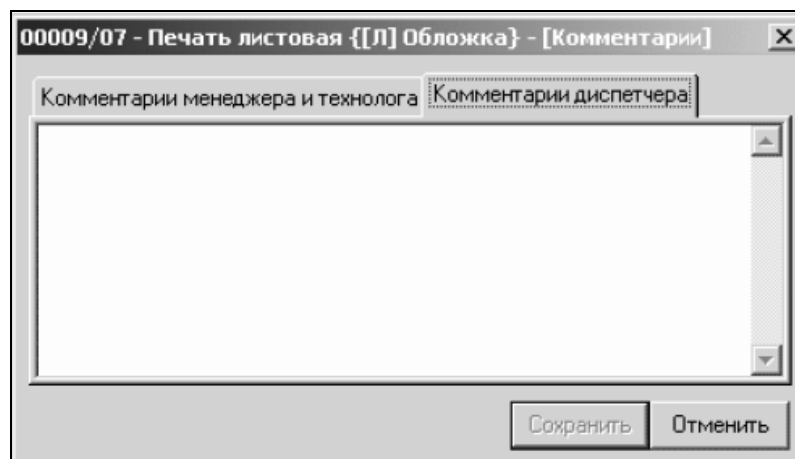 00009/07 - Печать листовая {[Л] Обложка} - [Комментарии]
Комментарии менеджера и технолога Комментарии диспетчера
Сохранить Отменить